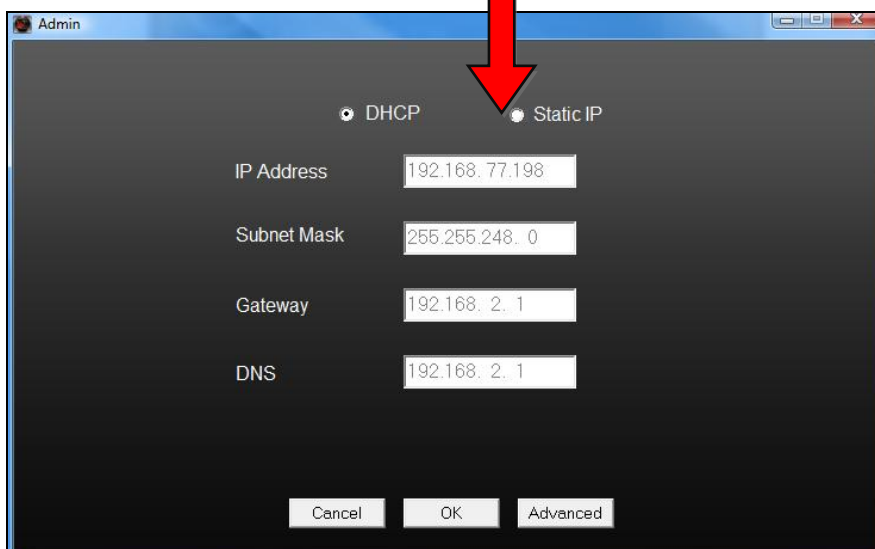 Admin
DHCP Static IP
IP Address 192.168. 77.198
Subnet Mask 255.255.248. 0
Gateway 192.168. 2. 1
DNS 192.168. 2. 1
Cancel OK Advanced